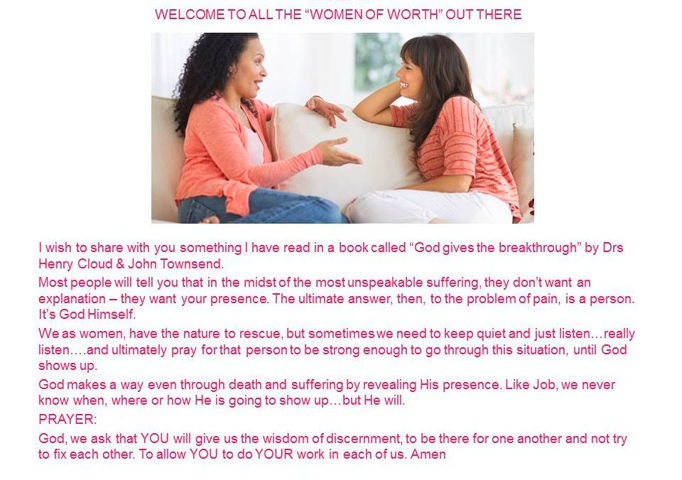 WELCOME TO ALL THE “WOMEN OF WORTH” OUT THERE
I wish to share with you something I have read in a book called “God gives the breakthrough” by Drs
Henry Cloud & John Townsend.
Most people will tell you that in the midst of the most unspeakable suffering, they don’t want an
explanation – they want your presence. The ultimate answer, then, to the problem of pain, is a person.
It’s God Himself.
We as women, have the nature to rescue, but sometimes we need to keep quiet and just listen…really
listen….and ultimately pray for that person to be strong enough to go through this situation, until God
shows up.
God makes a way even through death and suffering by revealing His presence. Like Job, we never
know when, where or how He is going to show up…but He will.
PRAYER:
God, we ask that YOU will give us the wisdom of discernment, to be there for one another and not try
to fix each other. To allow YOU to do YOUR work in each of us. Amen